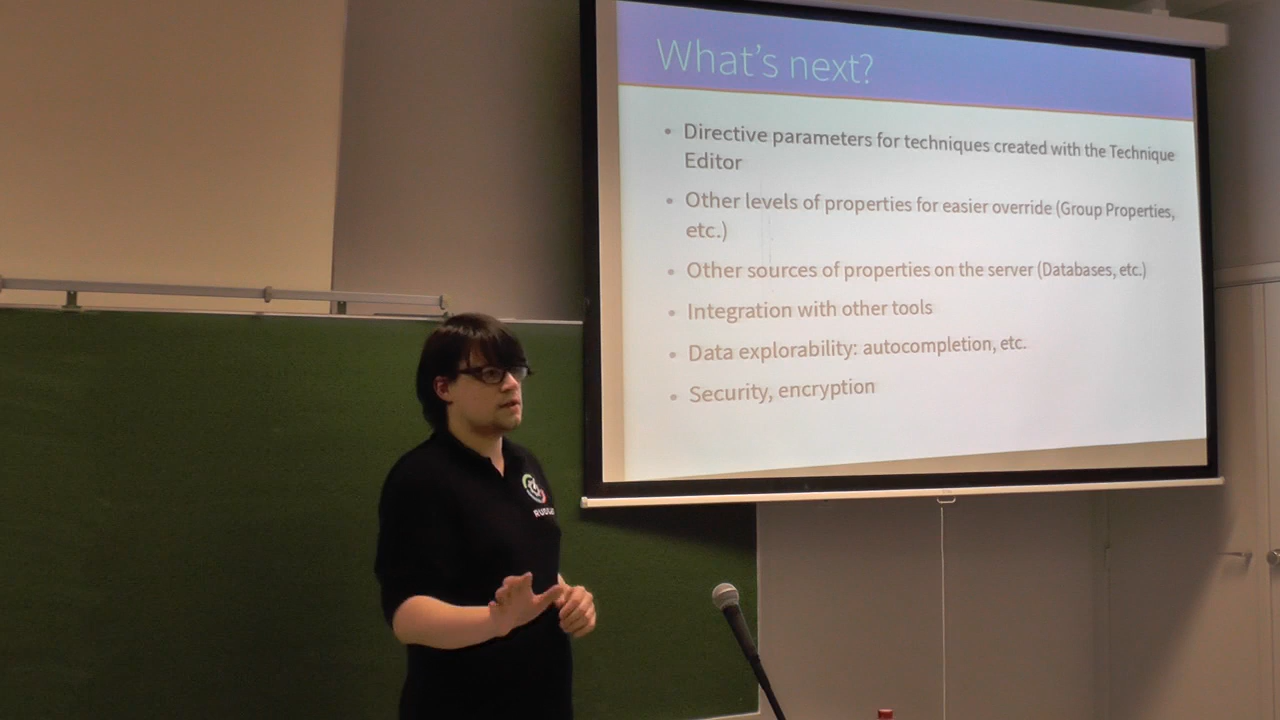 What's next?
• Directive parameters for techniques created with the Technique
Editor
• Other levels of properties for easier override (Group Properties,
etc.)
• Other sources of properties on the server (Databases, etc.)
• Integration with other tools
• Data explorability: autocompletion, etc.
• Security, encryption